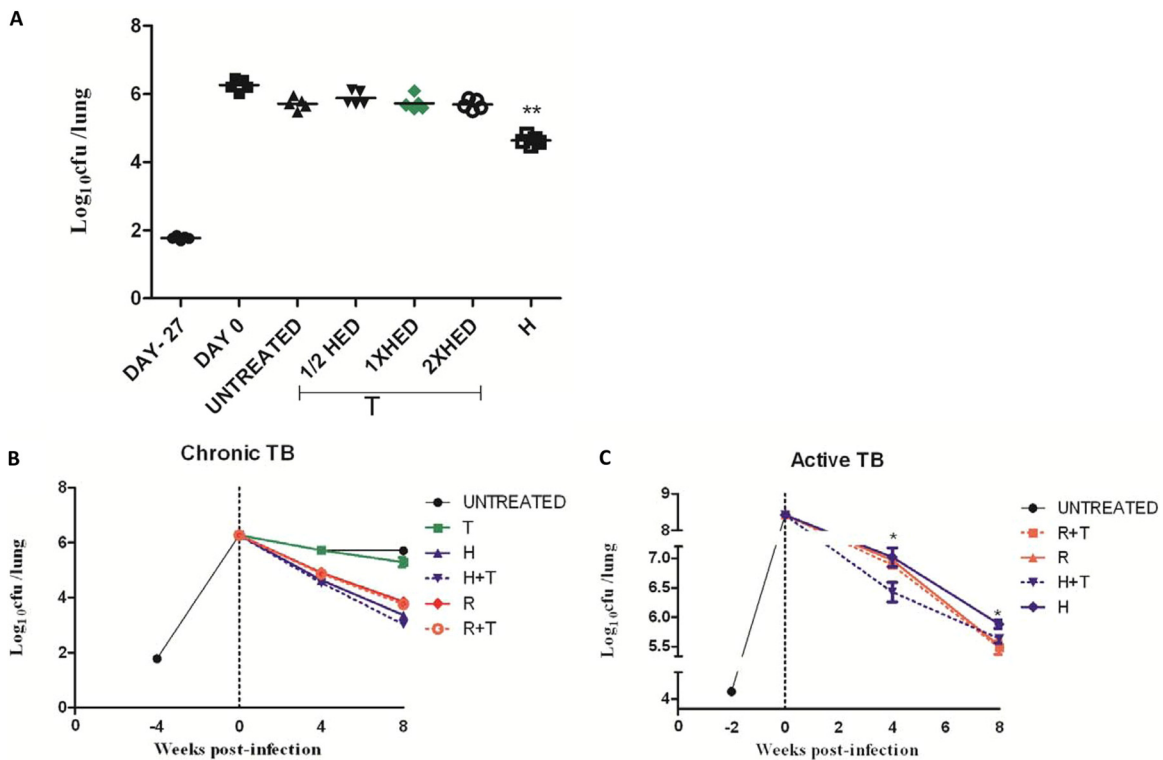 A
8
6
4
2
0
Log10cfu /lung
**
DAY- 27
DAY 0
UNTREATED
1/2 HED
1XHED
2XHED
H
T
B
Chronic TB
8
6
4
2
0
Log10cfu /lung
0
-4
0
4
8
Weeks post-infection
UNTREATED
T
H
H+T
R
R+T
C
Active TB
9
8
7.0
6.5
6.0
5.5
4
Log10cfu /lung
*
*
0
-2
0
2
4
6
8
Weeks post-infection
UNTREATED
R+T
R
H+T
H